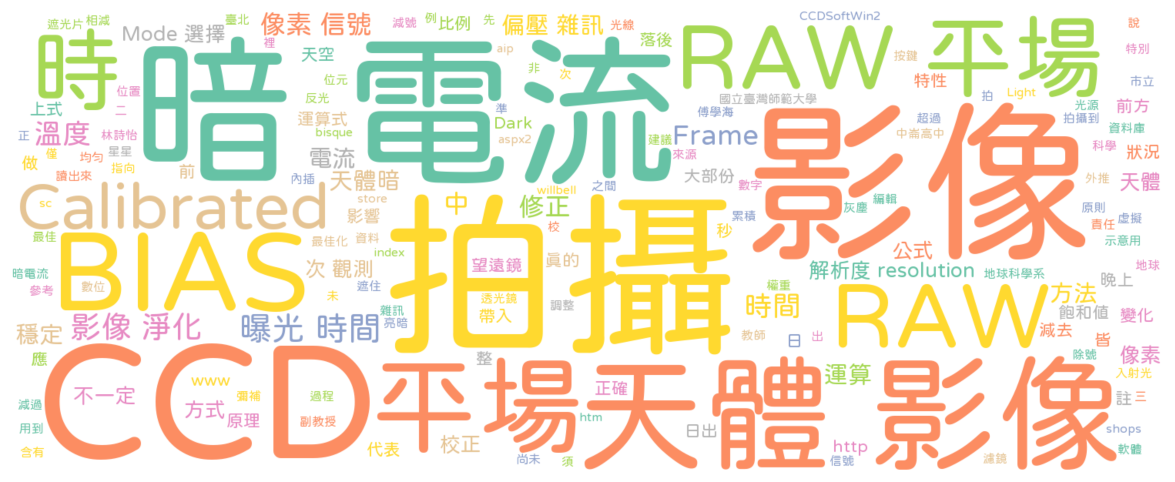 遮光片 相減 臺北 減號 例 先 CCDSoftWin2 說
時 Mode 選擇 像素 信號 比例 偏壓 雜訊 光線 RAW 平場 特別
裡 天空 aip 落後 按鍵
暗 電流 位元 非 次 特性 Light 市立
位置 反光 準 國立臺灣師範大學 拍 光源 前方
上式 二 運算式 Dark 傅學海 超過 拍攝到
正 溫度 林詩怡 bisque aspx2 建議 Frame 中崙高中 資料庫
僅 星星 電流 來源 影像 科學 狀況
做 均勻 指向 前 內插 大部份 外推 天體
讀出來 天體暗 willbell 之間 數字 編輯
Calibrated store 中 修正 累積 灰塵 原則 責任 虛擬
sc 影響 校 秒 示意用
最佳 BIAS 最佳化 資料 index 拍攝 公式
暗電流 次 觀測 遮住 望遠鏡 眞的 權重 解析度 resolution 地球科學系 地球
參考 數位 未 雜訊 透光鏡 調整 時間 RAW 晚上 方法
穩定 影像 淨化 曝光 時間 亮暗 帶入 教師 日 出 飽和値 變化
應 整 減去 皆
CCD 平場 天體 影像 除號 像素
不一定 www 彌補 過程 正確 運算 入射光
減過 方式 原理 副教授 htm 註 三
用到 日出 shops
含有 代表 校正 尚未 須 http 信號 濾鏡 軟體